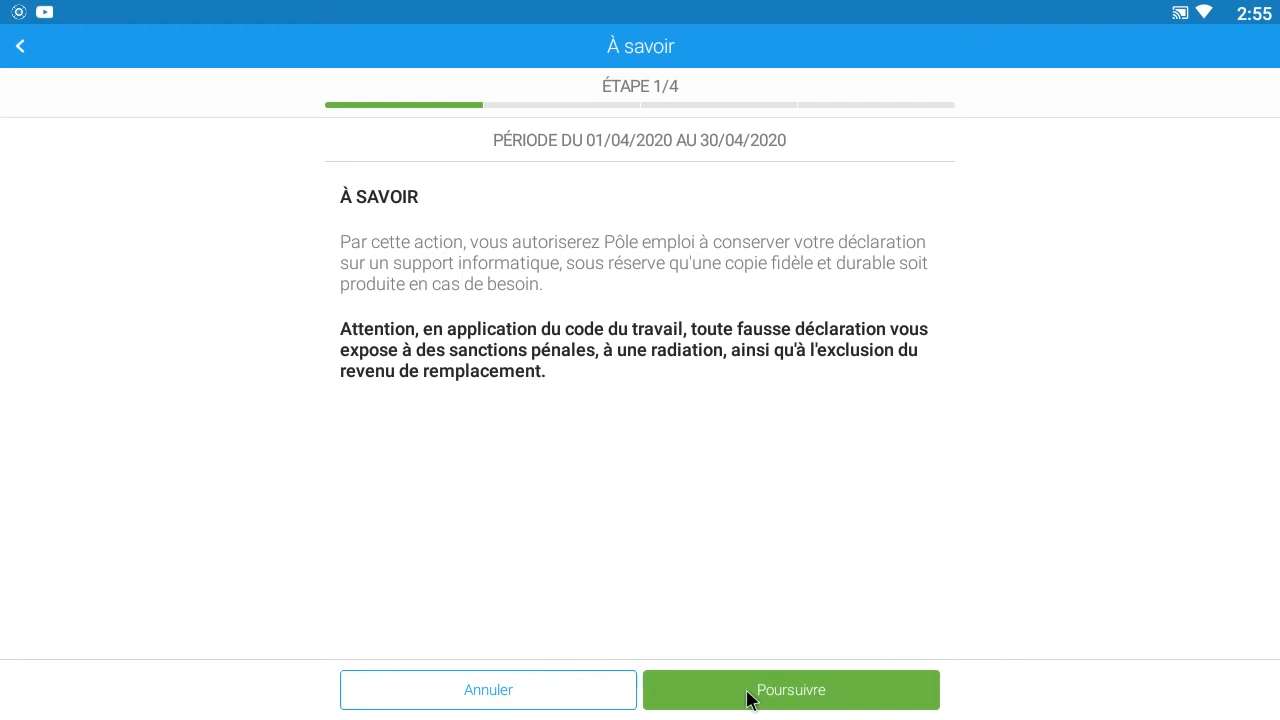 2:55
À savoir
ÉTAPE 1/4
PÉRIODE DU 01/04/2020 AU 30/04/2020
À SAVOIR
Par cette action, vous autoriserez Pôle emploi à conserver votre déclaration
sur un support informatique, sous réserve qu'une copie fidèle et durable soit
produite en cas de besoin.
Attention, en application du code du travail, toute fausse déclaration vous
expose à des sanctions pénales, à une radiation, ainsi qu'à l'exclusion du
revenu de remplacement.
Annuler
Poursuivre